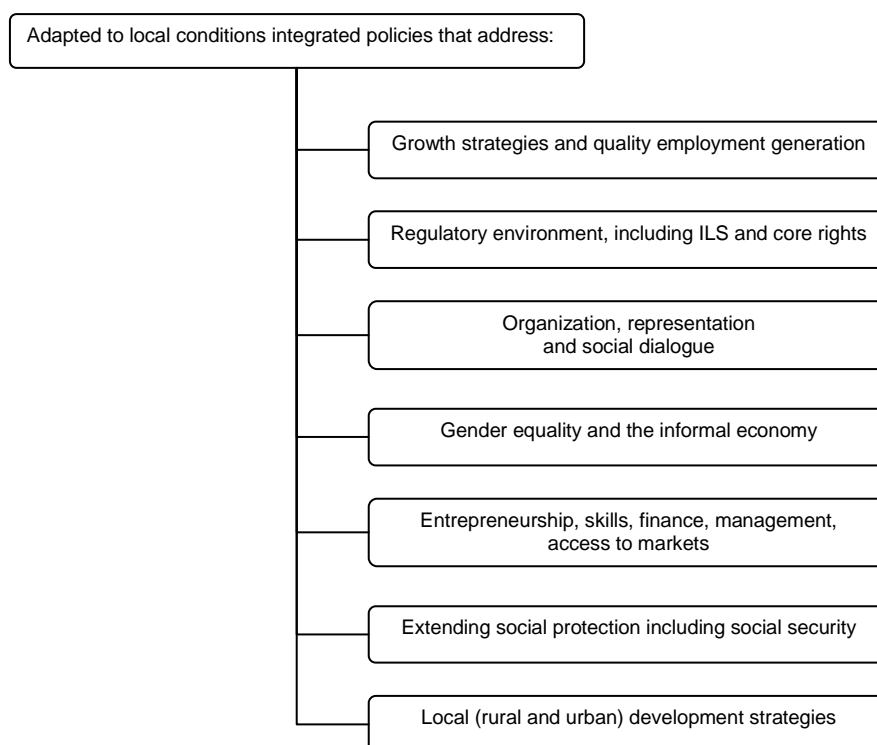 Adapted to local conditions integrated policies that address:
Growth strategies and quality employment generation
Regulatory environment, including ILS and core rights
Organization, representation
and social dialogue
Gender equality and the informal economy
Entrepreneurship, skills, finance, management,
access to markets
Extending social protection including social security
Local (rural and urban) development strategies